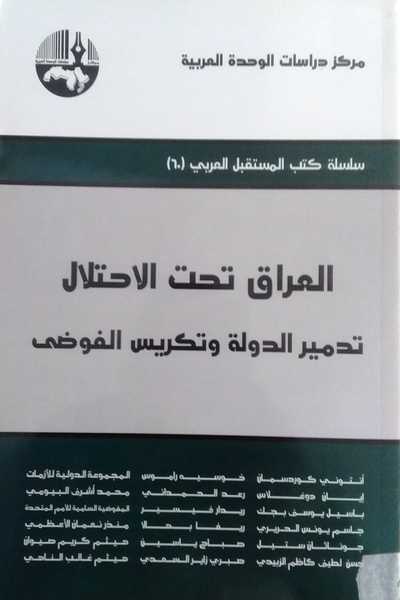 مركز دراسات الوحدة العربية
سلسلة كتب المستقبل العربي (٦٠)
العراق تحت الاحتلال
تدمير الدولة وتكريس الفوضى
أنتوني كوردسمان خوسيه راموس المجموعة الدولية للأزمات
إيان دوغلاس رعد الحمداني محمد أشرف البيومي
باسيل يوسف بجك ريدار فيسير المفوضية السامية للأمم المتحدة
جاسم يونس الحريري ريغا بحالا منذر نعمان الأعظمي
جوناثان ستيل صباح ياسين هيثم كريم صيوان
حسن لطيف كاظم الزبيدي صبري زاير السعدي هيثم غالب الناهي